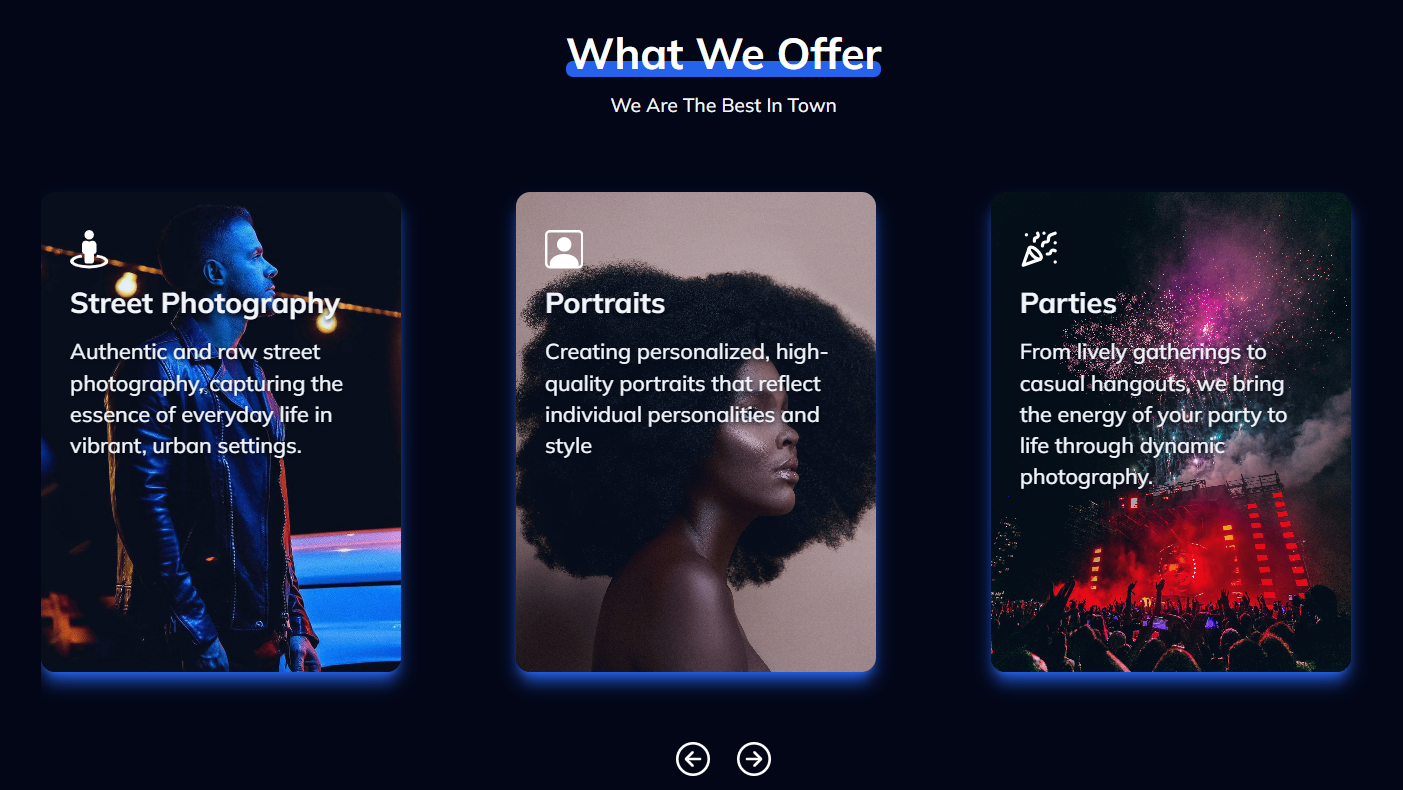 What We Offer
We Are The Best In Town
Street Photography
Authentic and raw street
photography, capturing the
essence of everyday life in
vibrant, urban settings.
Portraits
Creating personalized, high-
quality portraits that reflect
individual personalities and
style
Parties
From lively gatherings to
casual hangouts, we bring
the energy of your party to
life through dynamic
photography.